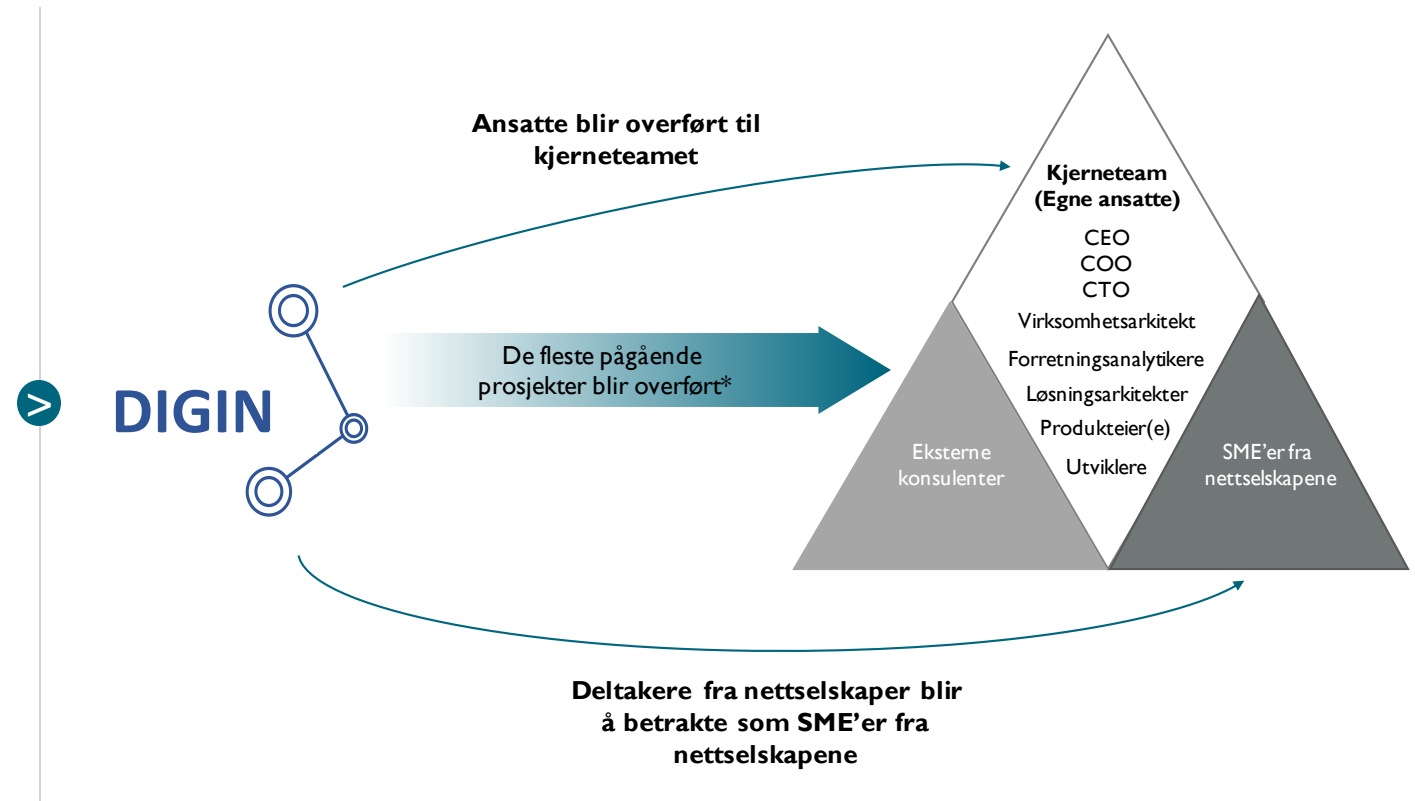 Ansatte blir overført til
kjerneteamet
Kjerneteam
(Egne ansatte)
CEO
COO
CTO
Virksomhetsarkitekt
Forretningsanalytikere
Løsningsarkitekter
Produkteier(e)
Utviklere
De fleste pågående
prosjekter blir overført*
>
DIGIN
Eksterne
konsulenter
SME’er fra
nettselskapene
Deltakere fra nettselskaper blir
å betrakte som SME’er fra
nettselskapene